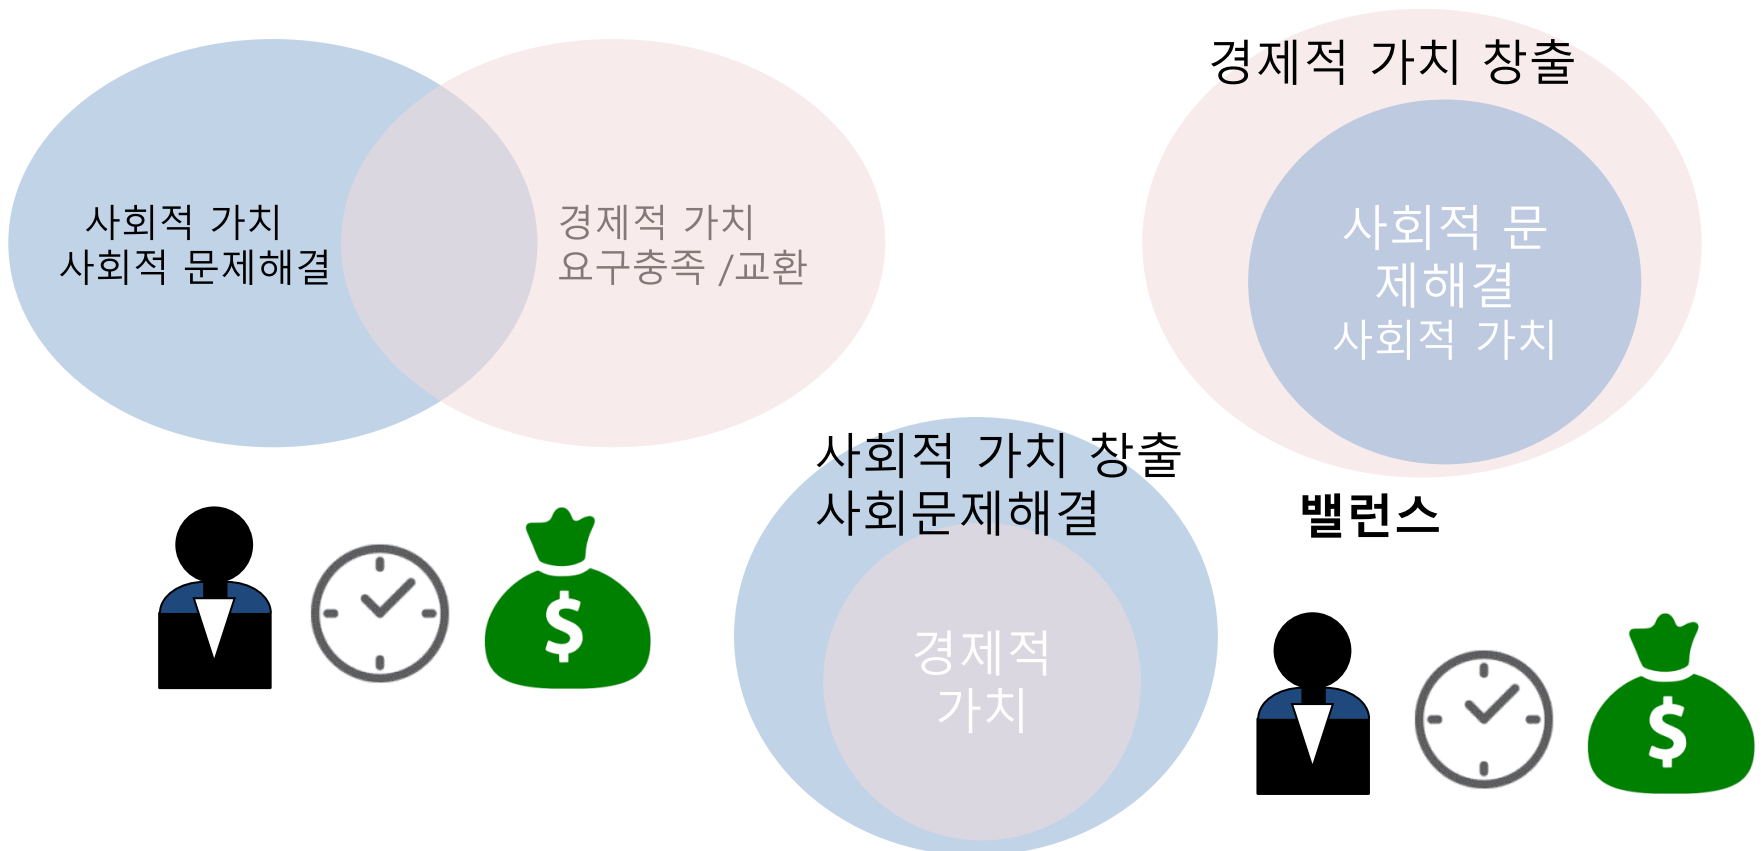 사회적 가치
사회적 문제해결
경제적 가치
요구충족 /교환
경제적 가치 창출
사회적 문
제해결
사회적 가치
사회적 가치 창출
사회문제해결
경제적
가치
밸런스
$
$